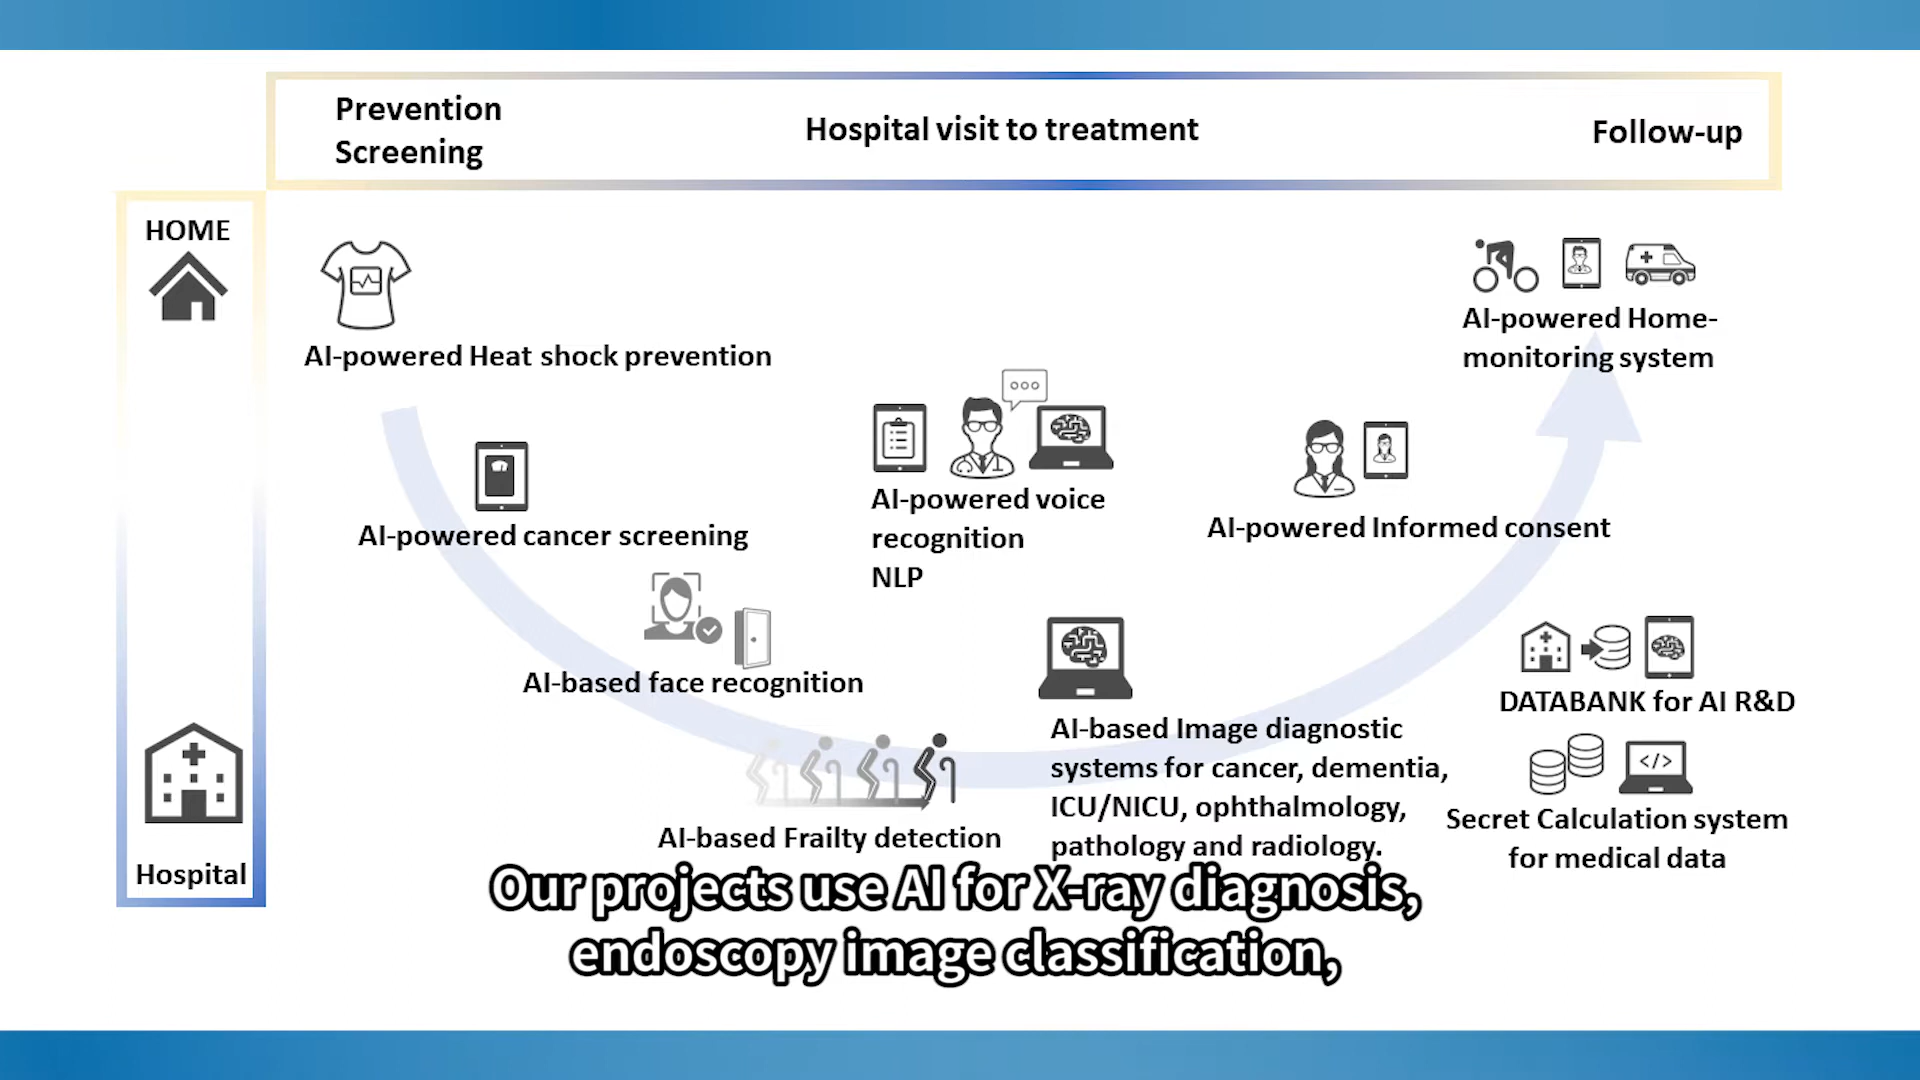 Prevention
Screening
Hospital visit to treatment
Follow-up
HOME
AI-powered Heat shock prevention
AI-powered Home-
monitoring system
AI-powered cancer screening
AI-powered voice
recognition
NLP
AI-powered Informed consent
AI-based face recognition
DATABANK for AI R&D
AI-based Image diagnostic
systems for cancer, dementia,
ICU/NICU, ophthalmology,
pathology and radiology.
</>
Secret Calculation system
for medical data
AI-based Frailty detection
Hospital
Our projects use AI for X-ray diagnosis,
endoscopy image classification,